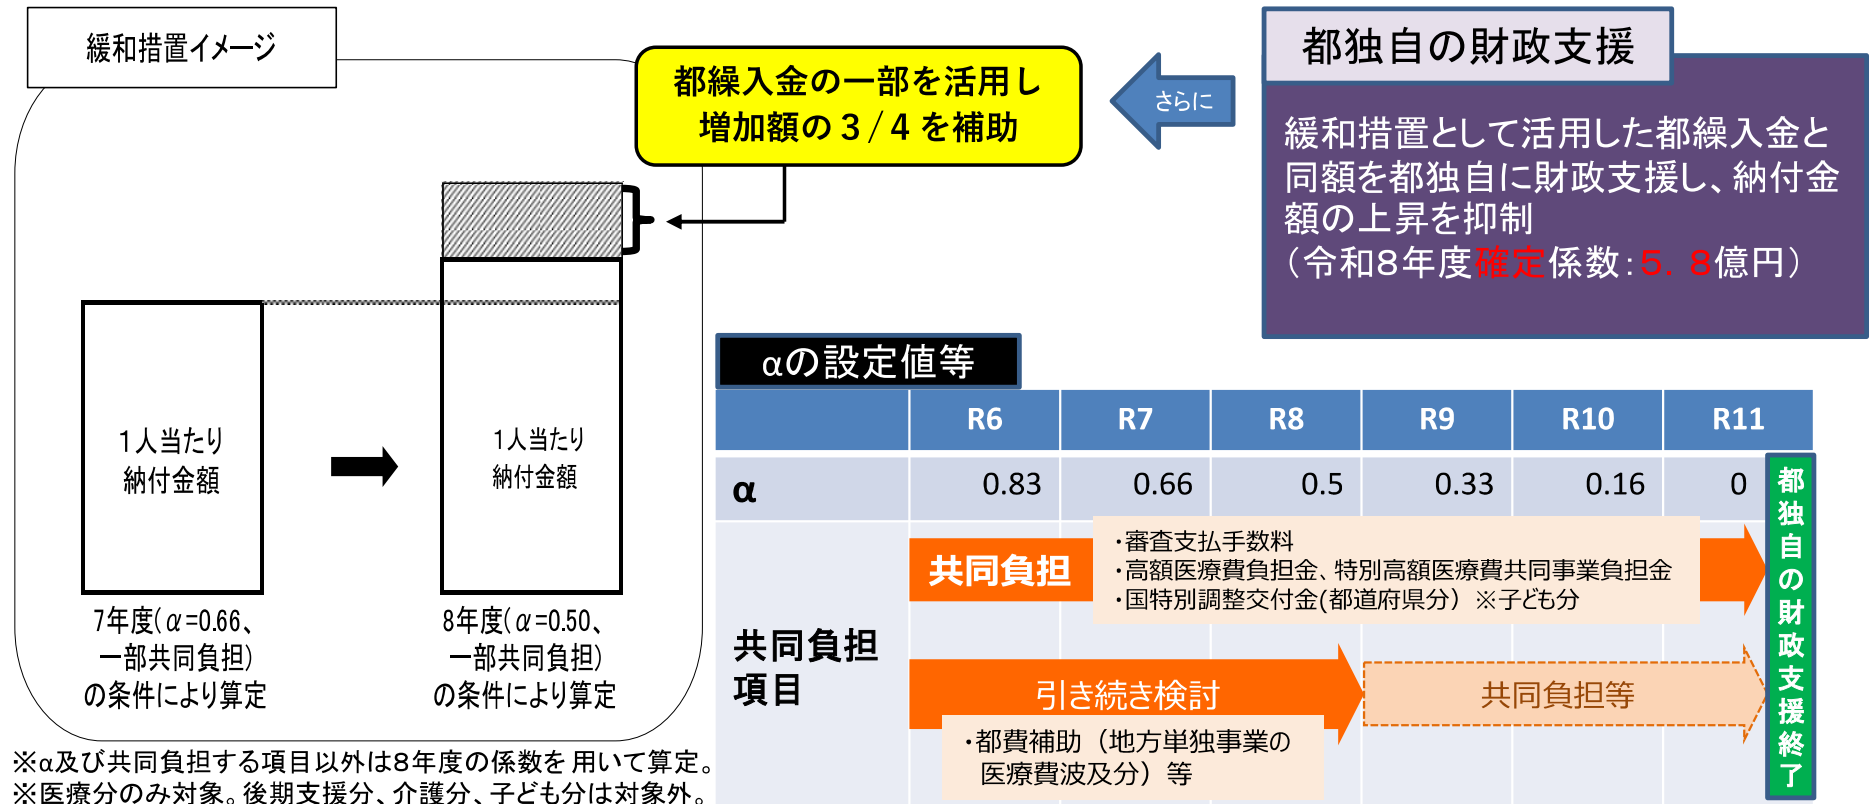 緩和措置イメージ
都繰入金の一部を活用し
増加額の3/4を補助
さらに
都独自の財政支援
緩和措置として活用した都繰入金と
同額を都独自に財政支援し、納付金
額の上昇を抑制
（令和8年度確定係数：5.8億円）
1人当たり
納付金額
1人当たり
納付金額
7年度(α=0.66、
一部共同負担)
の条件により算定
8年度(α=0.50、
一部共同負担)
の条件により算定
※α及び共同負担する項目以外は8年度の係数を用いて算定。
※医療分のみ対象。後期支援分、介護分、子ども分は対象外。
αの設定値等
R6 R7 R8 R9 R10 R11
α 0.83 0.66 0.5 0.33 0.16 0
共同負担
項目
共同負担
・審査支払手数料
・高額医療費負担金、特別高額医療費共同事業負担金
・国特別調整交付金(都道府県分）※子ども分
引き続き検討
共同負担等
・都費補助（地方単独事業の
医療費波及分）等
都独自の財政支援終了